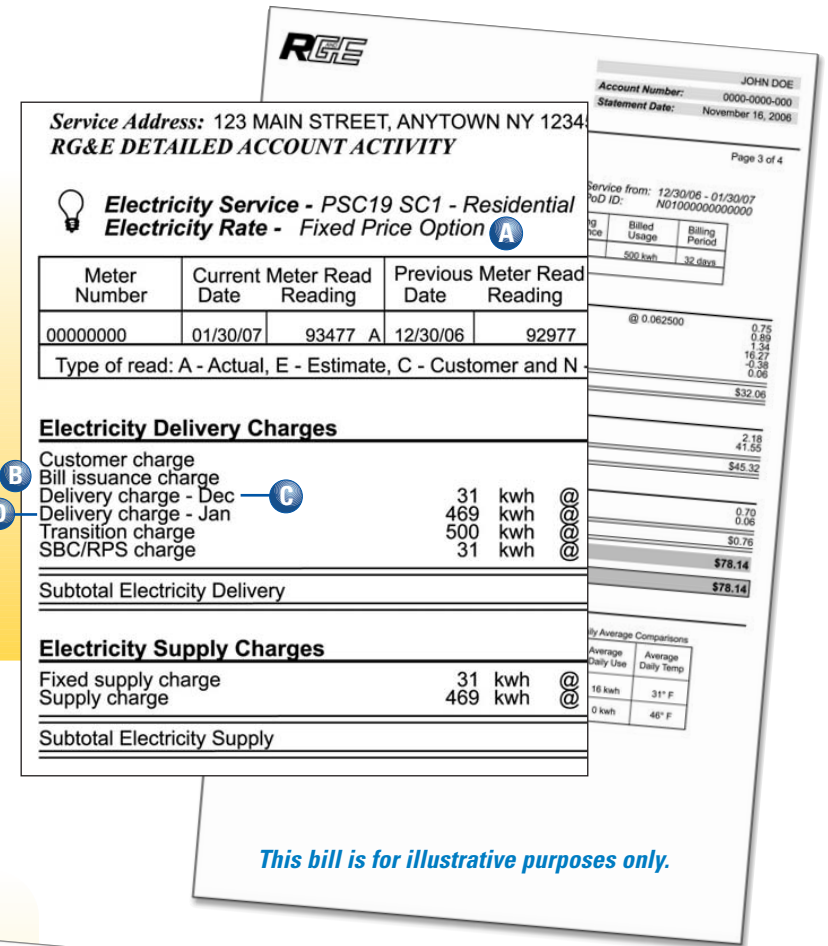 RG&E
JOHN DOE
Account Number: 0000-0000-000
Statement Date: November 16, 2006
Page 3 of 4
Service Address: 123 MAIN STREET, ANYTOWN NY 1234
RG&E DETAILED ACCOUNT ACTIVITY
Electricity Service - PSC19 SC1 - Residential
Electricity Rate - Fixed Price Option A
Meter Number
Current Meter Read
Date Reading
Previous Meter Read
Date Reading
00000000 01/30/07 93477 A 12/30/06 92977
Type of read: A - Actual, E - Estimate, C - Customer and N -
Electricity Delivery Charges
Customer charge
B Bill issuance charge
Delivery charge - Dec C 31 kwh @
D Delivery charge - Jan 469 kwh @
Transition charge 500 kwh @
SBC/RPS charge 31 kwh @
Subtotal Electricity Delivery
Electricity Supply Charges
Fixed supply charge 31 kwh @
Supply charge 469 kwh @
Subtotal Electricity Supply
Service from: 12/30/06 - 01/30/07
PoD ID: N01000000000000
Billed Usage
Billing Period
500 kwh 32 days
@ 0.062500 0.75
0.89
1.34
16.27
-0.38
0.06
$32.06
2.18
41.55
$45.32
0.70
0.06
$0.76
$78.14
$78.14
ily Average Comparisons
Average Daily Use
Average Daily Temp
16 kwh 31° F
0 kwh 46° F
This bill is for illustrative purposes only.